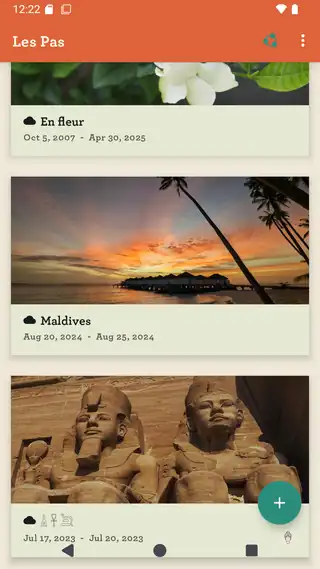 12:22
Les Pas
En fleur
Oct 5, 2007 - Apr 30, 2025
Maldives
Aug 20, 2024 - Aug 25, 2024
Jul 17, 2023 - Jul 20, 2023